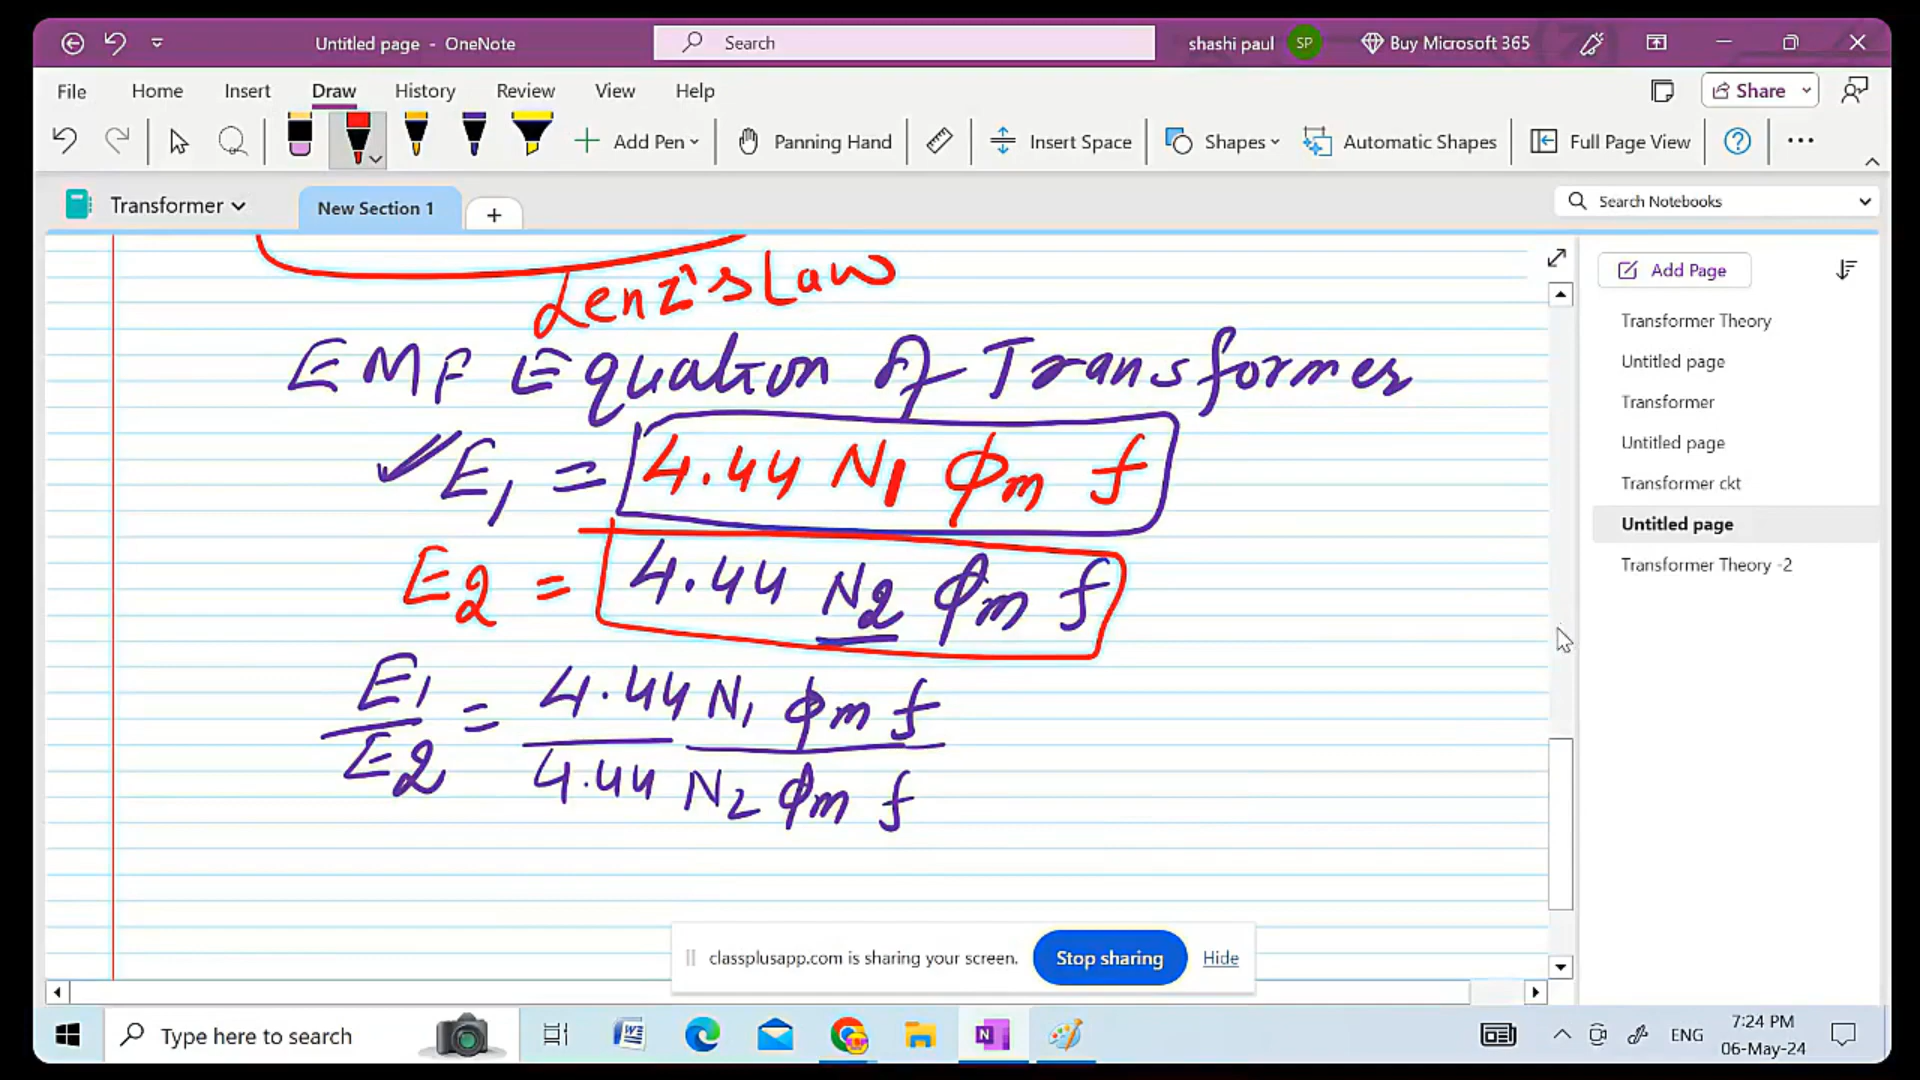 Untitled page - OneNote
Search
shashi paul SP
Buy Microsoft 365
File Home Insert Draw History Review View Help
Share
Add Pen
Panning Hand
Insert Space
Shapes
Automatic Shapes
Full Page View
Transformer
New Section 1
Search Notebooks
Add Page
Transformer Theory
Untitled page
Transformer
Untitled page
Transformer ckt
Untitled page
Transformer Theory -2
Lenz's Law
EMF Equation of Transformer
✓ E1 = 4.44 N1 ϕm f
E2 = 4.44 N2 ϕm f
E1/E2 = 4.44 N1 ϕm f / 4.44 N2 ϕm f
classplusapp.com is sharing your screen.
Stop sharing
Hide
Type here to search
ENG
7:24 PM
06-May-24